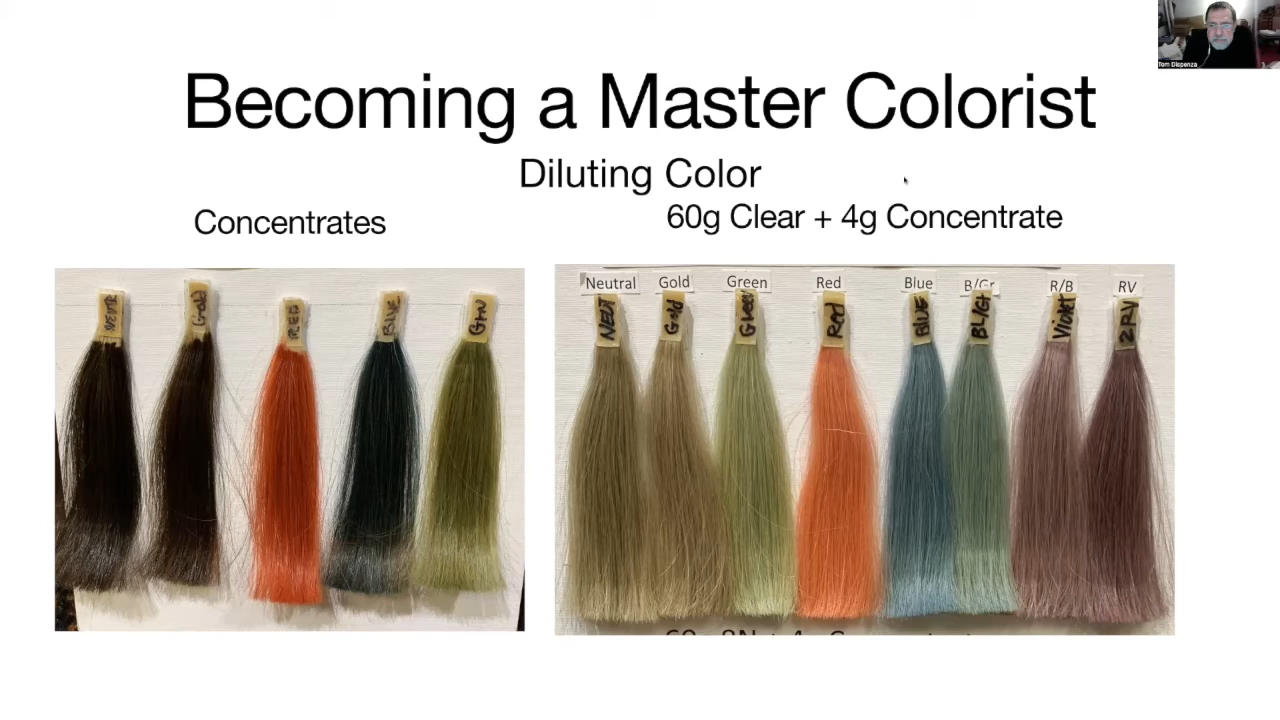 Tom Dispenza
Becoming a Master Colorist
Diluting Color
Concentrates
60g Clear + 4g Concentrate
NEUTR
Gold
RED
BLUE
GRN
Neutral Gold Green Red Blue B/Gr R/B RV
NEUT Gold Green Red BLUE BL/Gr Violet 2RV